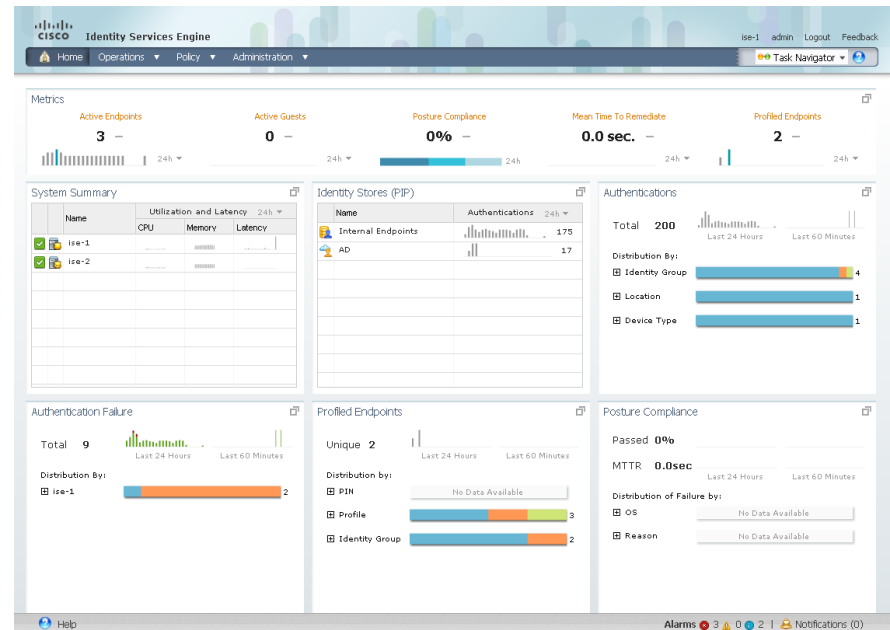 CISCO Identity Services Engine
ise-1 admin Logout Feedback
Home Operations Policy Administration
Task Navigator
Metrics
Active Endpoints
3 –
24h
Active Guests
0 –
24h
Posture Compliance
0% –
24h
Mean Time To Remediate
0.0 sec. –
24h
Profiled Endpoints
2 –
24h
System Summary
Name
Utilization and Latency 24h
CPU Memory Latency
ise-1
ise-2
Identity Stores (PIP)
Name Authentications 24h
Internal Endpoints 175
AD 17
Authentications
Total 200
Last 24 Hours Last 60 Minutes
Distribution By:
Identity Group 4
Location 1
Device Type 1
Authentication Failure
Total 9
Last 24 Hours Last 60 Minutes
Distribution By:
ise-1 2
Profiled Endpoints
Unique 2
Last 24 Hours Last 60 Minutes
Distribution by:
PIN No Data Available
Profile 3
Identity Group 2
Posture Compliance
Passed 0%
MTTR 0.0sec
Last 24 Hours Last 60 Minutes
Distribution of Failure by:
OS No Data Available
Reason No Data Available
Help
Alarms 3 0 2 | Notifications (0)